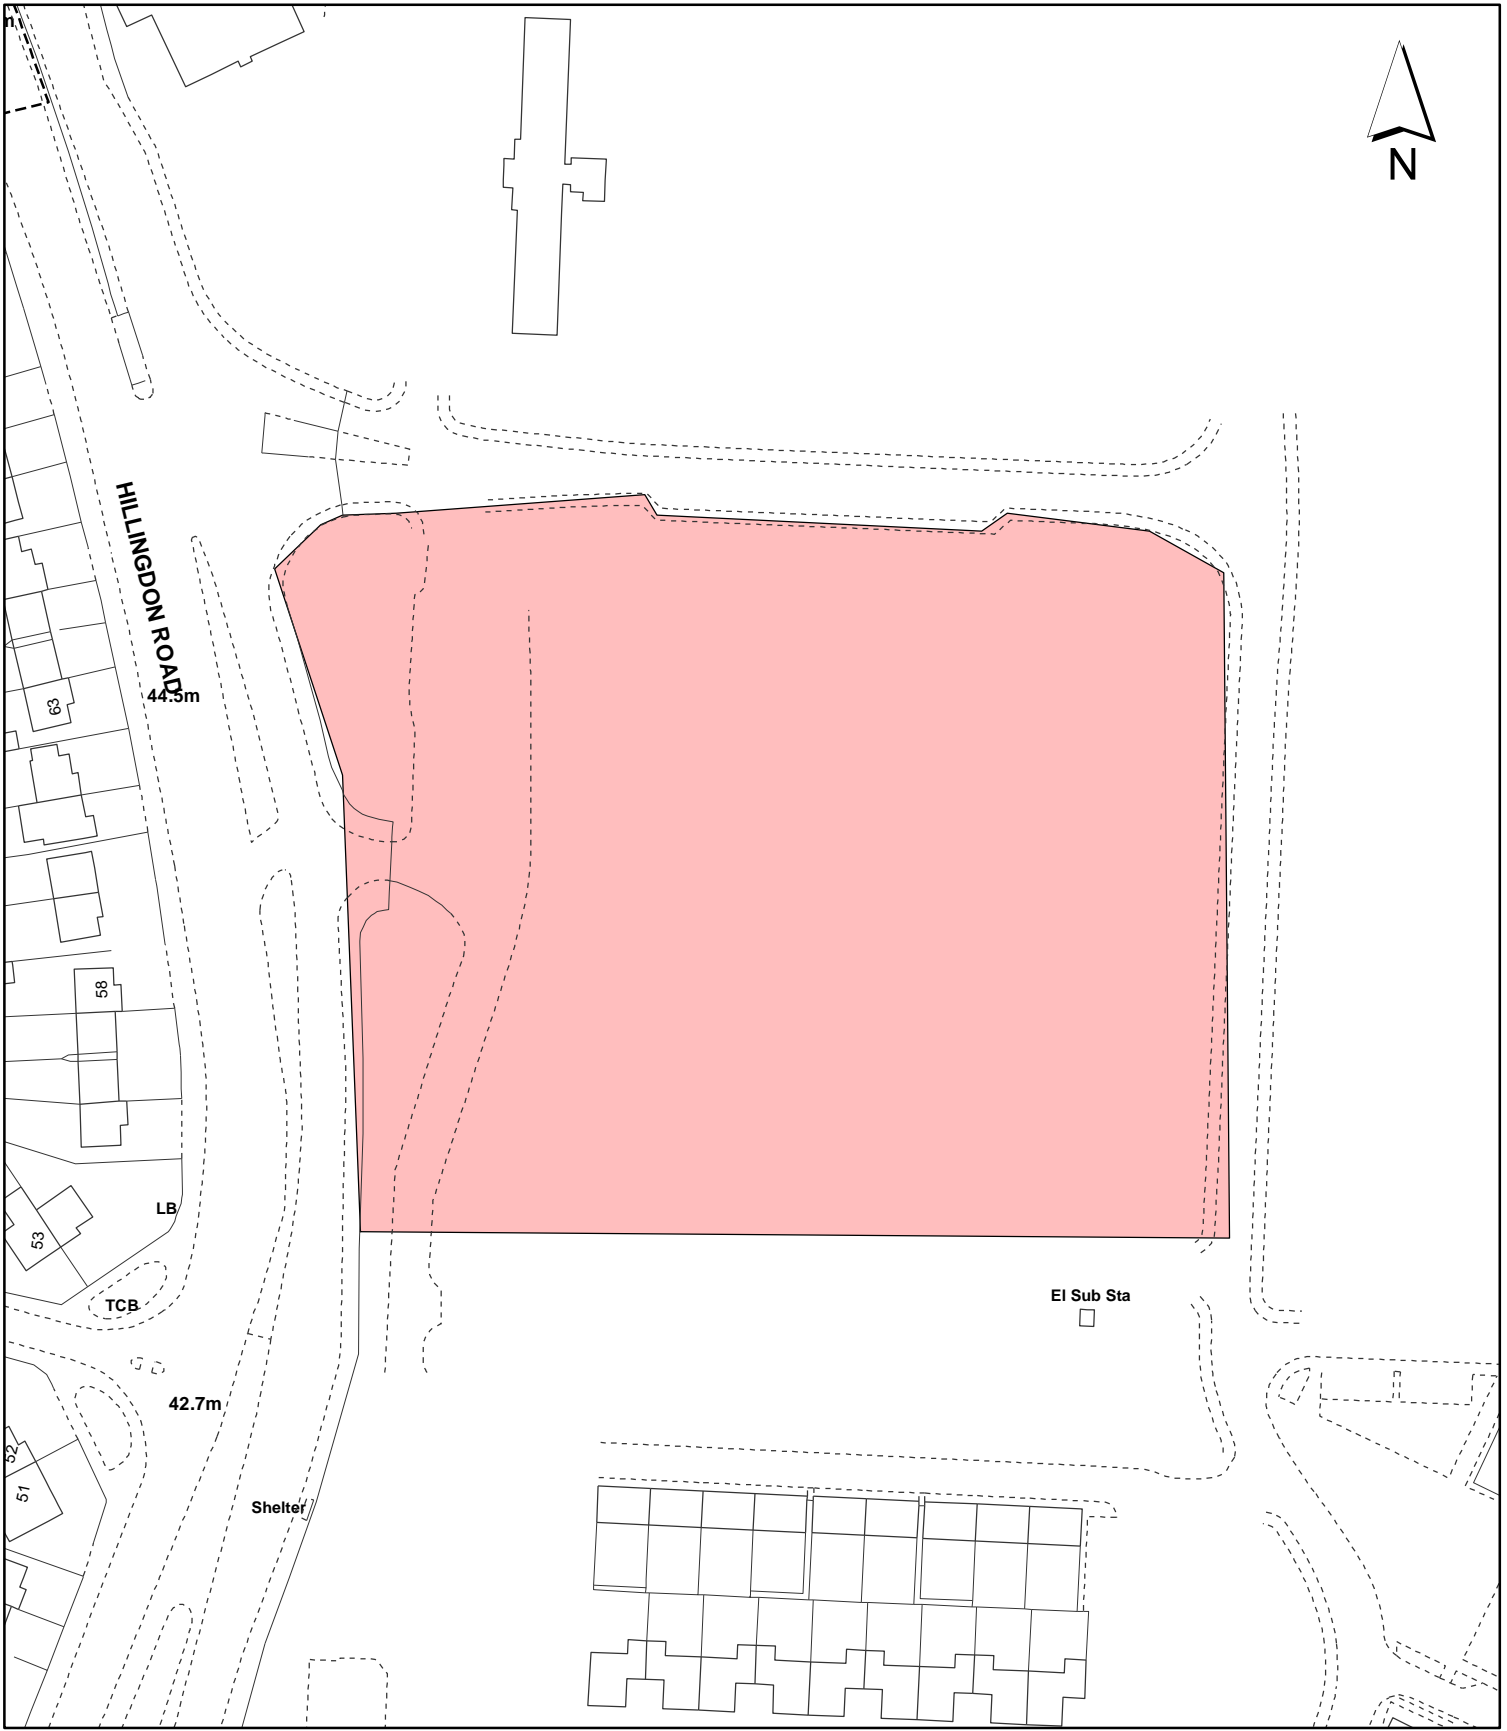 m
N
HILLINGDON ROAD
44.5m
63
58
LB
53
TCB
El Sub Sta
42.7m
52
51
Shelter